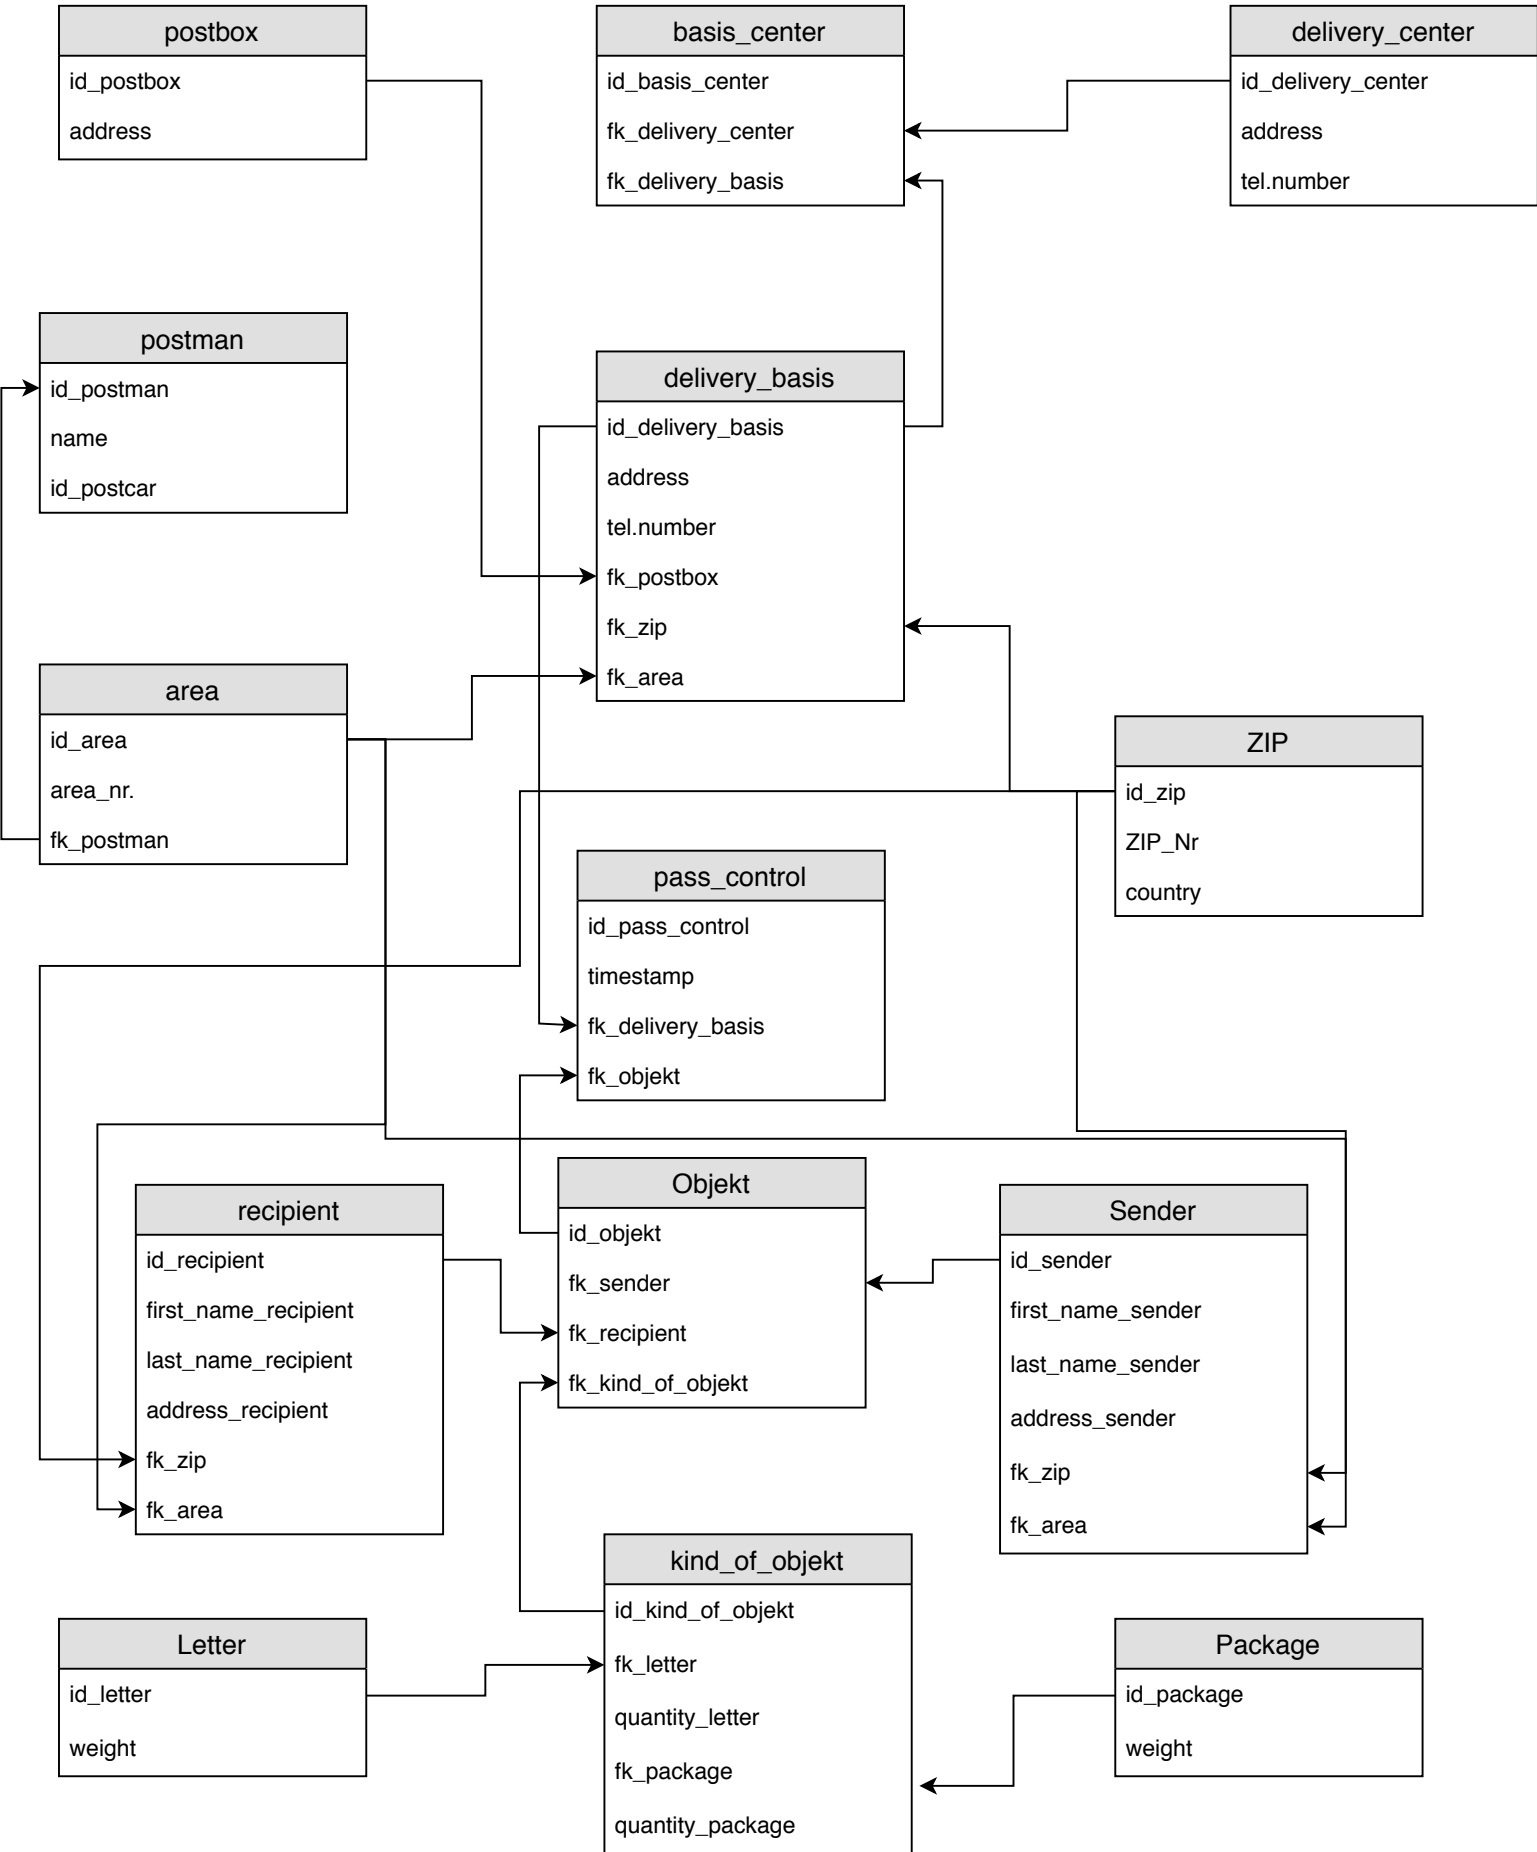 postbox
id_postbox
address
basis_center
id_basis_center
fk_delivery_center
fk_delivery_basis
delivery_center
id_delivery_center
address
tel.number
postman
id_postman
name
id_postcar
delivery_basis
id_delivery_basis
address
tel.number
fk_postbox
fk_zip
fk_area
area
id_area
area_nr.
fk_postman
ZIP
id_zip
ZIP_Nr
country
pass_control
id_pass_control
timestamp
fk_delivery_basis
fk_objekt
recipient
id_recipient
first_name_recipient
last_name_recipient
address_recipient
fk_zip
fk_area
Objekt
id_objekt
fk_sender
fk_recipient
fk_kind_of_objekt
Sender
id_sender
first_name_sender
last_name_sender
address_sender
fk_zip
fk_area
Letter
id_letter
weight
kind_of_objekt
id_kind_of_objekt
fk_letter
quantity_letter
fk_package
quantity_package
Package
id_package
weight